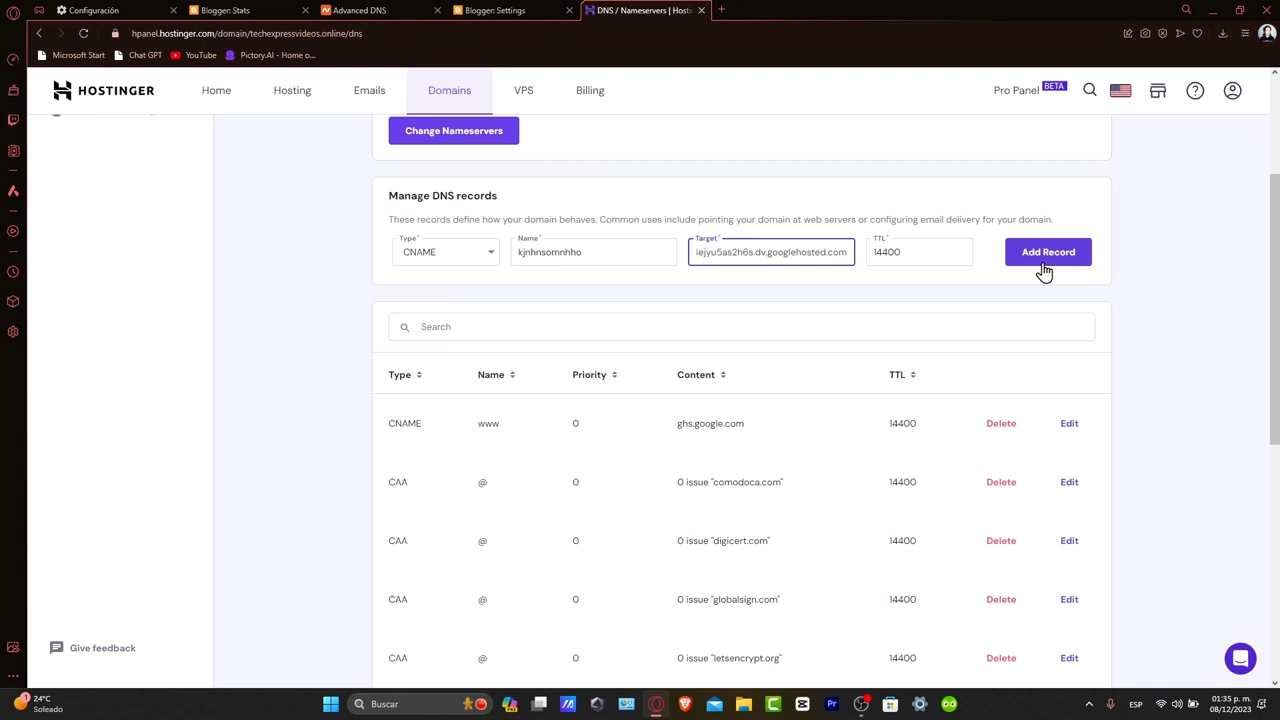 Configuración
Blogger: Stats
Advanced DNS
Blogger: Settings
DNS / Nameservers | Hosti
hpanel.hostinger.com/domain/techexpressvideos.online/dns
Microsoft Start
Chat GPT
YouTube
Pictory.AI - Home o...
HOSTINGER
Home
Hosting
Emails
Domains
VPS
Billing
Pro Panel BETA
Change Nameservers
Manage DNS records
These records define how your domain behaves. Common uses include pointing your domain at web servers or configuring email delivery for your domain.
Type*
Name*
Target*
TTL*
CNAME
kjnhnsomnhho
ejyu5as2h6s.dv.googlehosted.com
14400
Add Record
Search
Type Name Priority Content TTL
CNAME www 0 ghs.google.com 14400 Delete Edit
CAA @ 0 0 issue "comodoca.com" 14400 Delete Edit
CAA @ 0 0 issue "digicert.com" 14400 Delete Edit
CAA @ 0 0 issue "globalsign.com" 14400 Delete Edit
CAA @ 0 0 issue "letsencrypt.org" 14400 Delete Edit
Give feedback
24°C
Soleado
Buscar
ESP
01:35 p. m.
08/12/2023